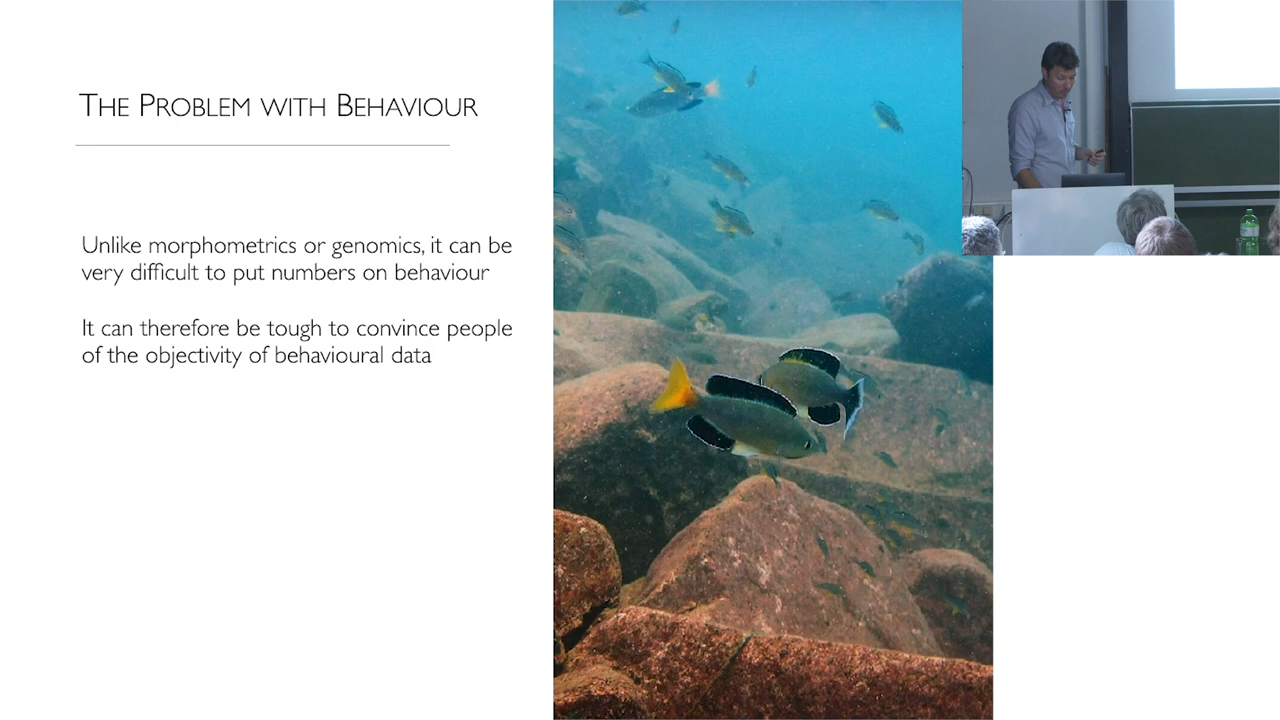 THE PROBLEM WITH BEHAVIOUR
Unlike morphometrics or genomics, it can be
very difficult to put numbers on behaviour
It can therefore be tough to convince people
of the objectivity of behavioural data